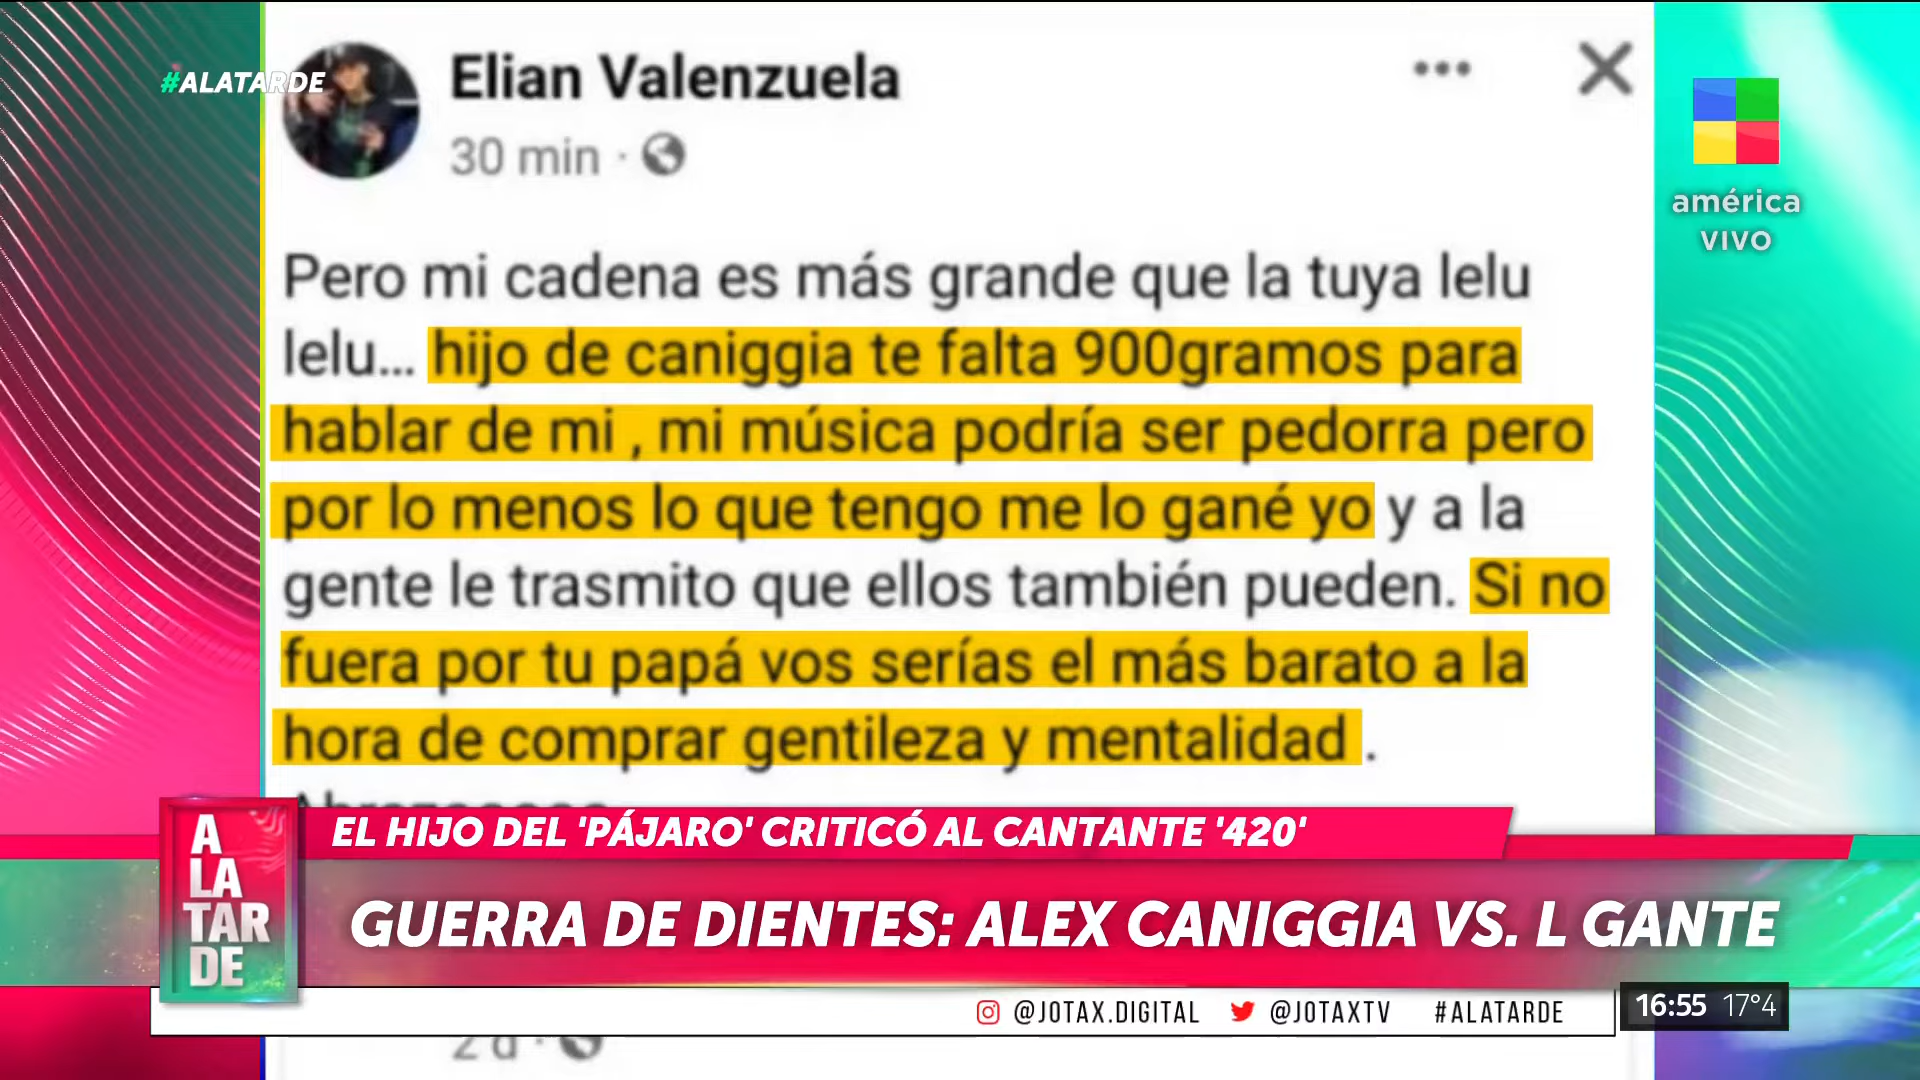 #ALATARDE
Elian Valenzuela
30 min ·
Pero mi cadena es más grande que la tuya lelu
lelu... hijo de caniggia te falta 900gramos para
hablar de mi , mi música podría ser pedorra pero
por lo menos lo que tengo me lo gané yo y a la
gente le trasmito que ellos también pueden. Si no
fuera por tu papá vos serías el más barato a la
hora de comprar gentileza y mentalidad .
américa
VIVO
EL HIJO DEL 'PÁJARO' CRITICÓ AL CANTANTE '420'
A
LA
TAR
DE
GUERRA DE DIENTES: ALEX CANIGGIA VS. L GANTE
@JOTAX.DIGITAL @JOTAXTV #ALATARDE
16:55 17°4
2 d ·